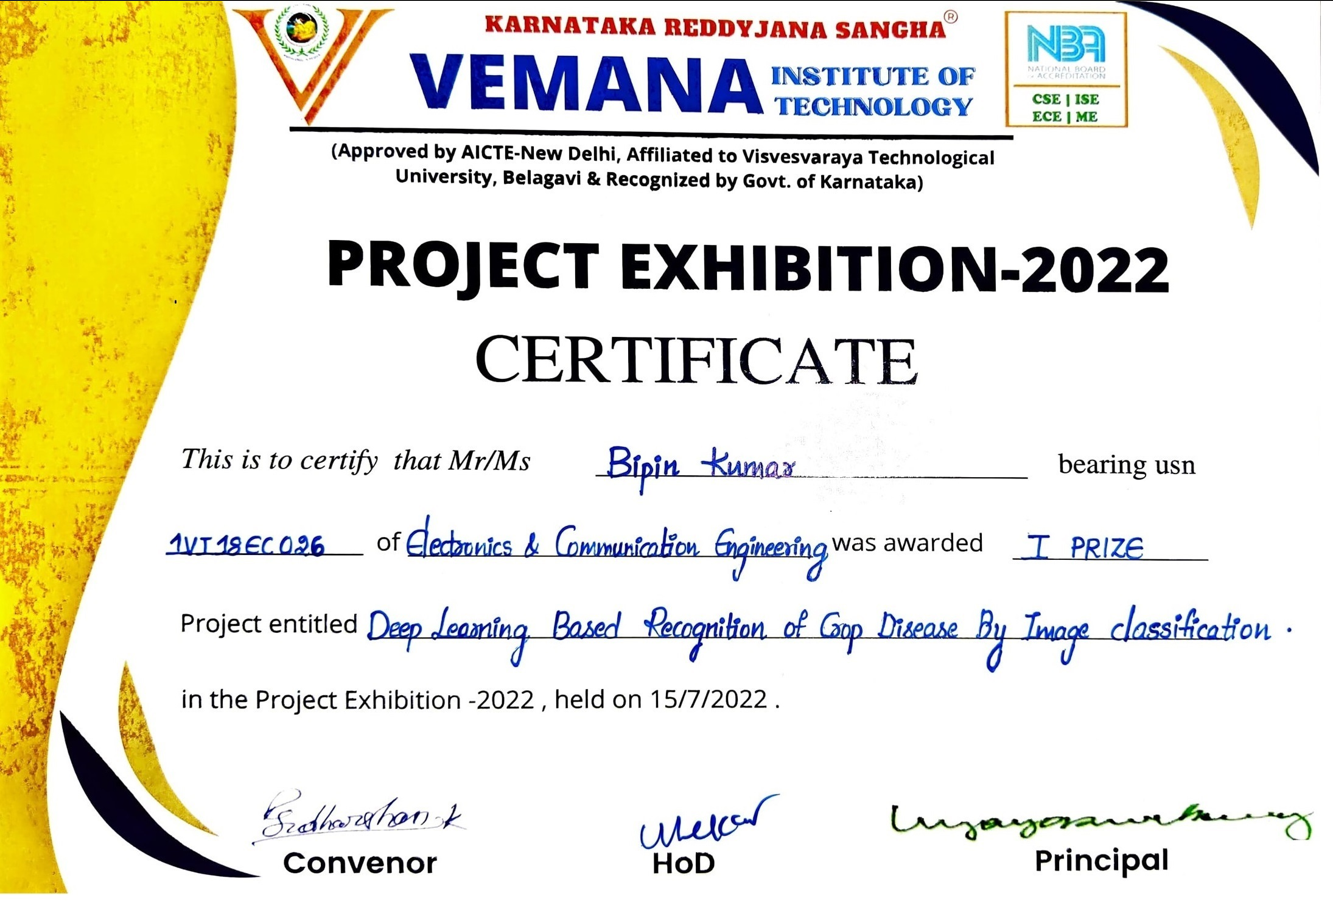 KARNATAKA REDDYJANA SANGHA®
VEMANA INSTITUTE OF TECHNOLOGY
NBA
NATIONAL BOARD
of ACCREDITATION
CSE | ISE
ECE | ME
(Approved by AICTE-New Delhi, Affiliated to Visvesvaraya Technological
University, Belagavi & Recognized by Govt. of Karnataka)
PROJECT EXHIBITION-2022
CERTIFICATE
This is to certify that Mr/Ms Bipin Kumar bearing usn
1VI18EC026 of Electronics & Communication Engineering was awarded I PRIZE
Project entitled Deep Learning Based Recognition of Crop Disease By Image classification.
in the Project Exhibition -2022 , held on 15/7/2022 .
Convenor HoD Principal